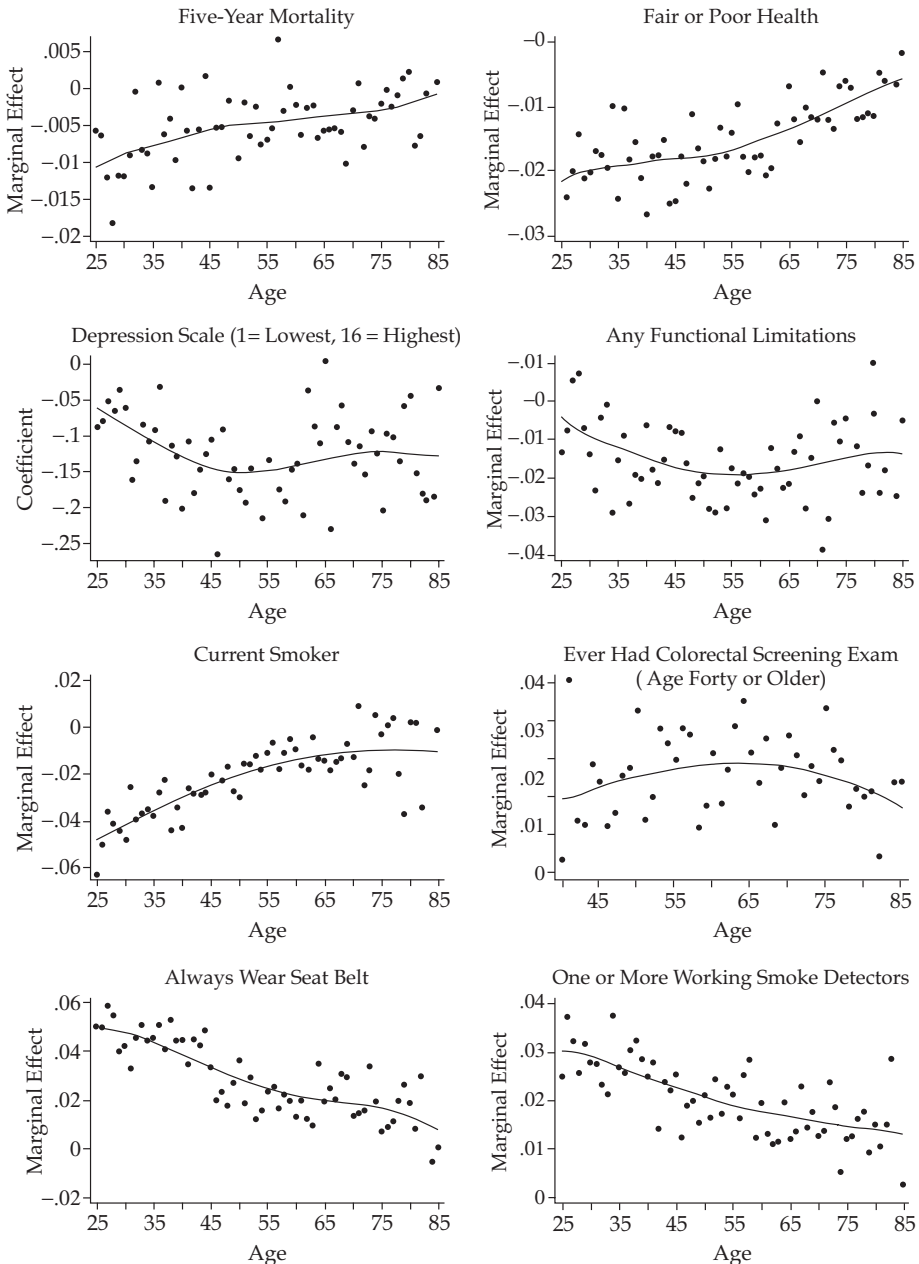 Five-Year Mortality
Marginal Effect
.005
0
−.005
−.010
−.015
−.02
25 35 45 55 65 75 85
Age
Fair or Poor Health
Marginal Effect
−0
−.01
−.02
−.03
25 35 45 55 65 75 85
Age
Depression Scale (1= Lowest, 16 = Highest)
Coefficient
0
−.05
−.1
−.15
−.2
−.25
25 35 45 55 65 75 85
Age
Any Functional Limitations
Marginal Effect
−.01
−0
−.01
−.02
−.03
−.04
25 35 45 55 65 75 85
Age
Current Smoker
Marginal Effect
.02
0
−.02
−.04
−.06
25 35 45 55 65 75 85
Age
Ever Had Colorectal Screening Exam
( Age Forty or Older)
Marginal Effect
.04
.03
.02
.01
0
45 55 65 75 85
Age
Always Wear Seat Belt
Marginal Effect
.06
.04
.02
0
−.02
25 35 45 55 65 75 85
Age
One or More Working Smoke Detectors
Marginal Effect
.04
.03
.02
.01
0
25 35 45 55 65 75 85
Age